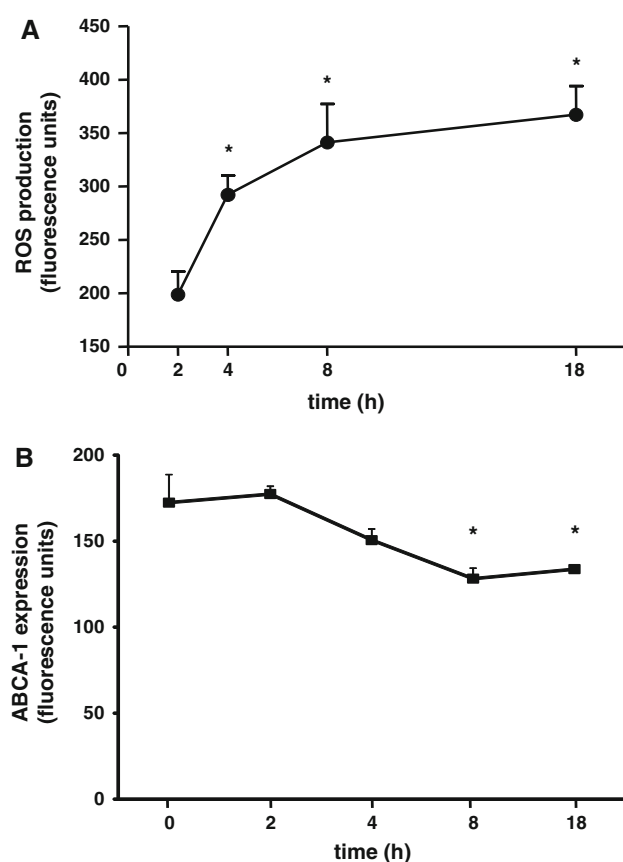 A
450
400
350
300
250
200
150
ROS production
(fluorescence units)
*
*
*
0 2 4 8 18
time (h)
B
200
150
100
50
0
ABCA-1 expression
(fluorescence units)
* *
0 2 4 8 18
time (h)